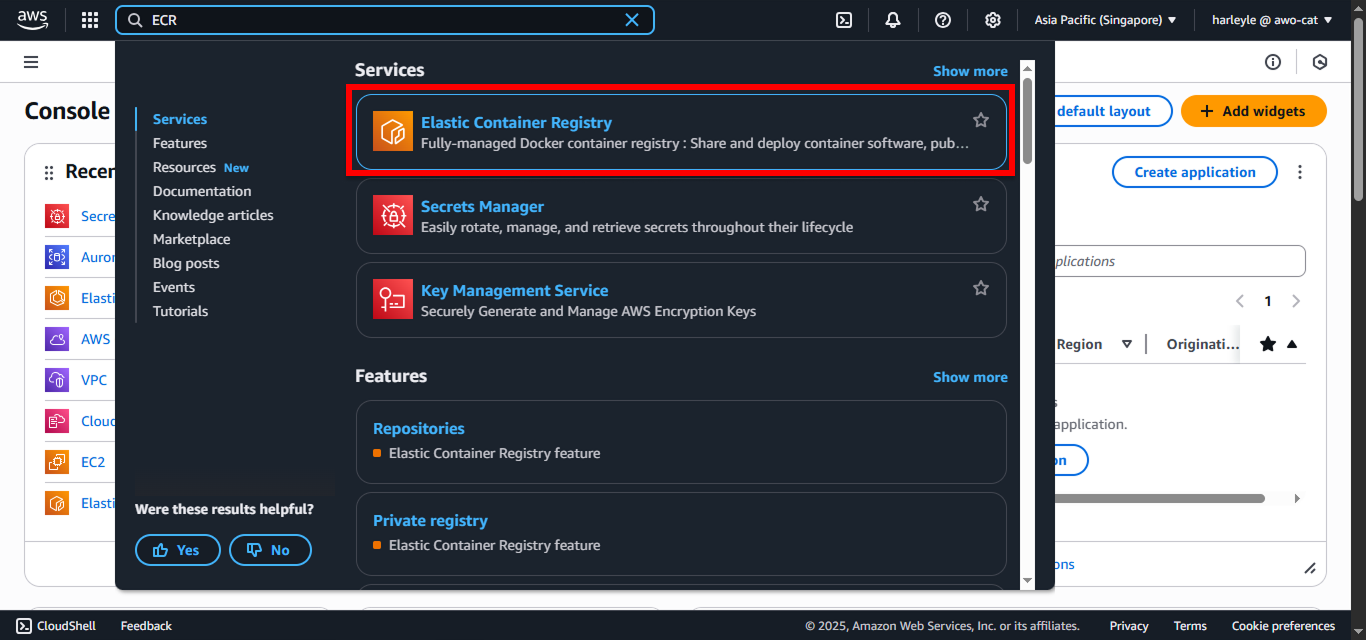 aws
ECR
Asia Pacific (Singapore)
harleyle @ awo-cat
Console
default layout
Add widgets
Recen
Secre
Auror
Elasti
AWS
VPC
Cloud
EC2
Elasti
Services
Features
Resources New
Documentation
Knowledge articles
Marketplace
Blog posts
Events
Tutorials
Were these results helpful?
Yes
No
Services
Show more
Elastic Container Registry
Fully-managed Docker container registry : Share and deploy container software, pub…
Secrets Manager
Easily rotate, manage, and retrieve secrets throughout their lifecycle
Key Management Service
Securely Generate and Manage AWS Encryption Keys
Features
Show more
Repositories
Elastic Container Registry feature
Private registry
Elastic Container Registry feature
Create application
plications
1
Region
Originati…
s
application.
on
ons
CloudShell
Feedback
© 2025, Amazon Web Services, Inc. or its affiliates.
Privacy
Terms
Cookie preferences